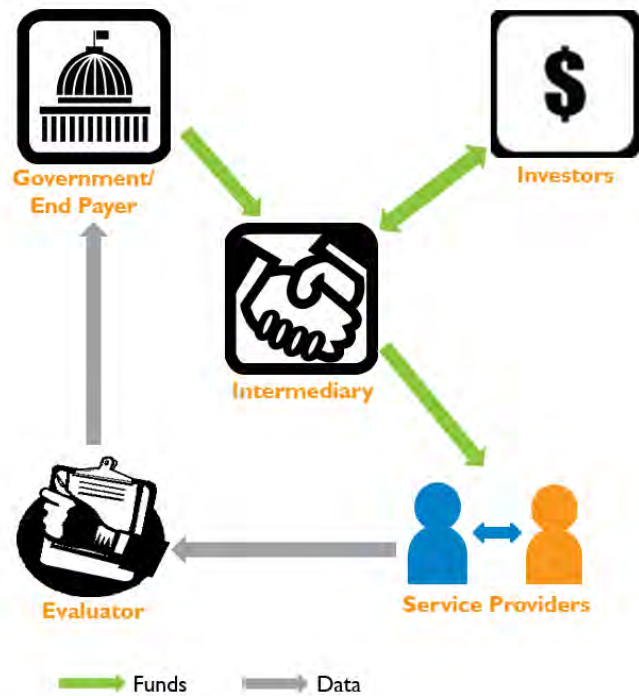 $
Government/
End Payer
Investors
Intermediary
Evaluator
Service Providers
Funds
Data